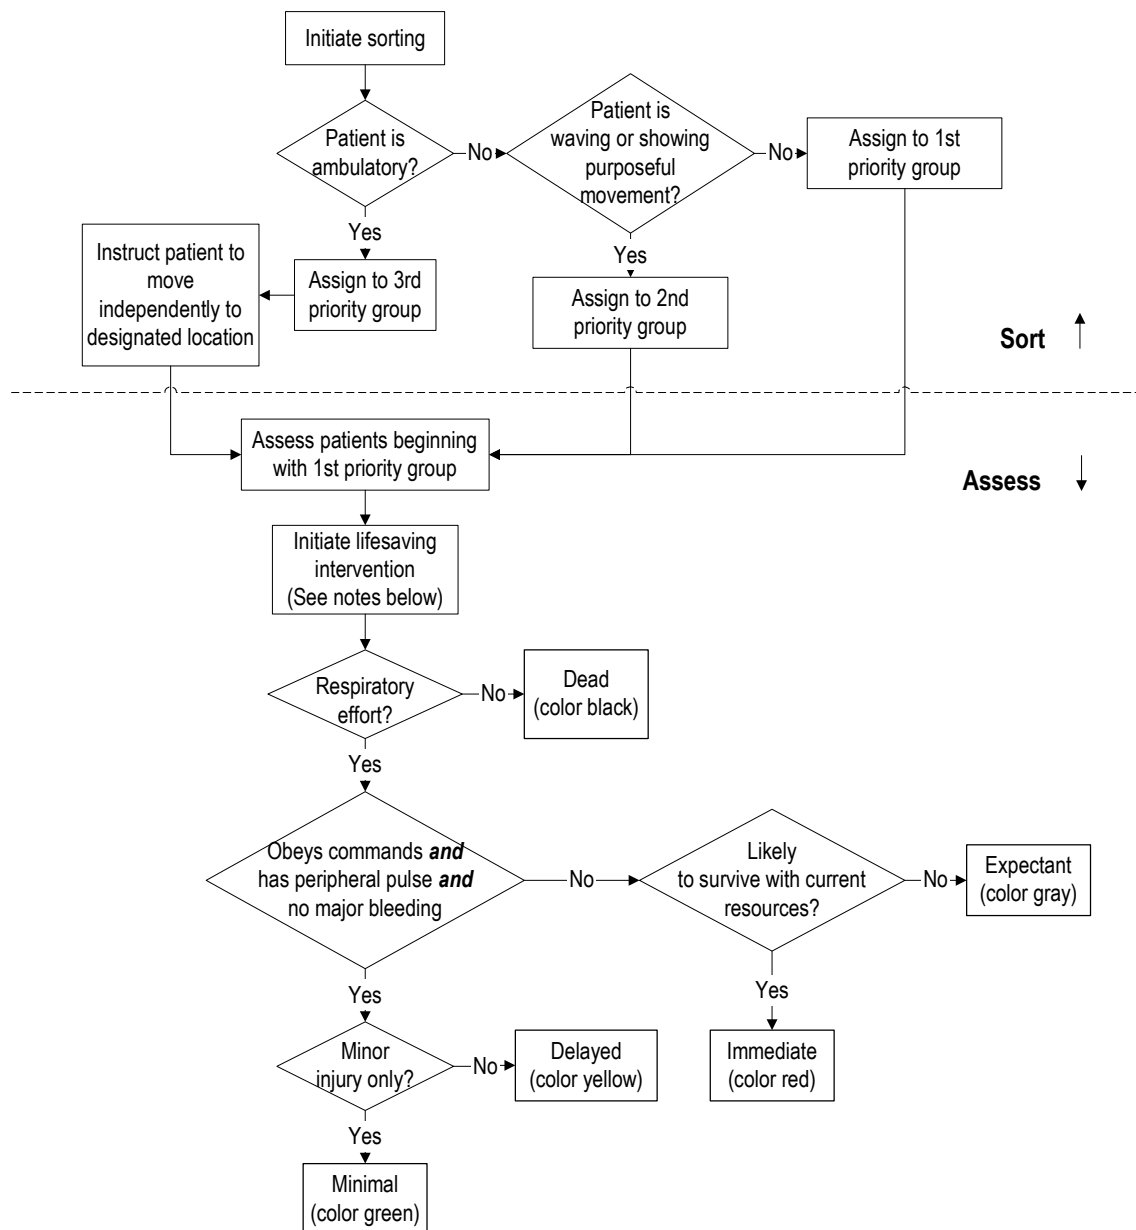 Initiate sorting
Patient is
ambulatory?
No
Patient is
waving or showing
purposeful
movement?
No
Assign to 1st
priority group
Yes
Yes
Instruct patient to
move
independently to
designated location
Assign to 3rd
priority group
Assign to 2nd
priority group
Sort
Assess patients beginning
with 1st priority group
Assess
Initiate lifesaving
intervention
(See notes below)
Respiratory
effort?
No
Dead
(color black)
Yes
Obeys commands and
has peripheral pulse and
no major bleeding
No
Likely
to survive with current
resources?
No
Expectant
(color gray)
Yes
Yes
Minor
injury only?
No
Delayed
(color yellow)
Immediate
(color red)
Yes
Minimal
(color green)